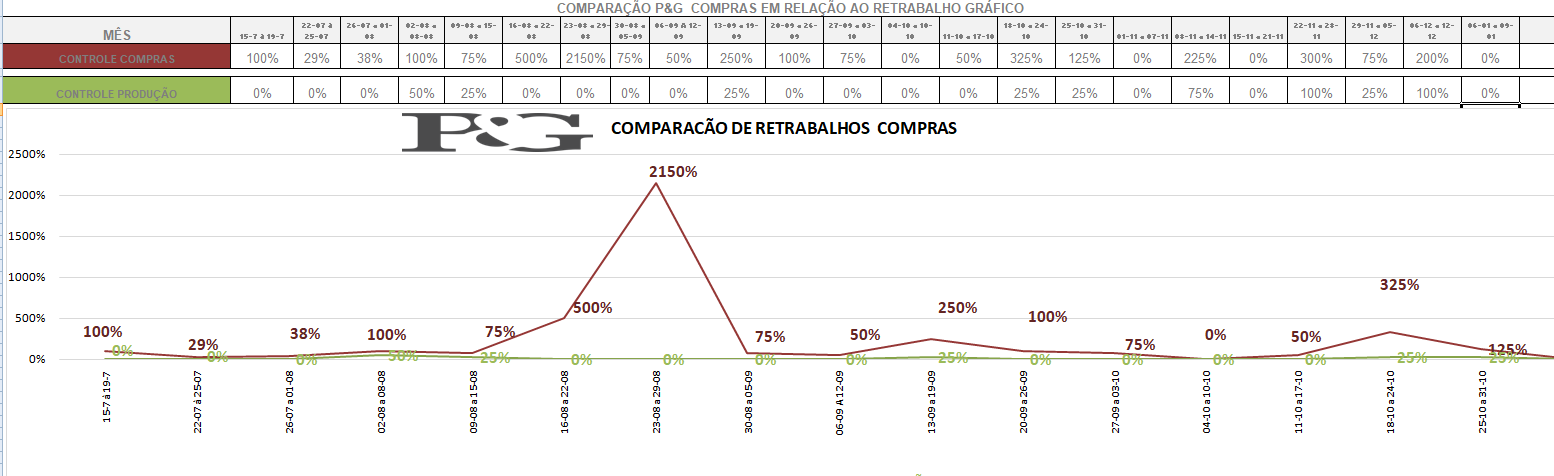 COMPARAÇÃO P&G COMPRAS EM RELAÇÃO AO RETRABALHO GRÁFICO
MÊS 15-7 à 19-7 22-07 à 25-07 26-07 a 01-08 02-08 a 08-08 09-08 a 15-08 16-08 a 22-08 23-08 a 29-08 30-08 a 05-09 06-09 À 12-09 13-09 a 19-09 20-09 a 26-09 27-09 a 03-10 04-10 a 10-10 11-10 a 17-10 18-10 a 24-10 25-10 a 31-10 01-11 a 07-11 08-11 a 14-11 15-11 a 21-11 22-11 a 28-11 29-11 a 05-12 06-12 a 12-12 06-01 a 09-01
CONTROLE COMPRAS 100% 29% 38% 100% 75% 500% 2150% 75% 50% 250% 100% 75% 0% 50% 325% 125% 0% 225% 0% 300% 75% 200% 0%
CONTROLE PRODUÇÃO 0% 0% 0% 50% 25% 0% 0% 0% 0% 25% 0% 0% 0% 0% 25% 25% 0% 75% 0% 100% 25% 100% 0%
P&G COMPARACÃO DE RETRABALHOS COMPRAS
2500%
2000%
1500%
1000%
500%
0%
100% 29% 38% 100% 75% 500% 2150% 75% 50% 250% 100% 75% 0% 50% 325% 125%
0% 0% 0% 50% 25% 0% 0% 0% 0% 25% 0% 0% 0% 0% 25% 25%
15-7 à 19-7 22-07 à 25-07 26-07 a 01-08 02-08 a 08-08 09-08 a 15-08 16-08 a 22-08 23-08 a 29-08 30-08 a 05-09 06-09 À 12-09 13-09 a 19-09 20-09 a 26-09 27-09 a 03-10 04-10 a 10-10 11-10 a 17-10 18-10 a 24-10 25-10 a 31-10